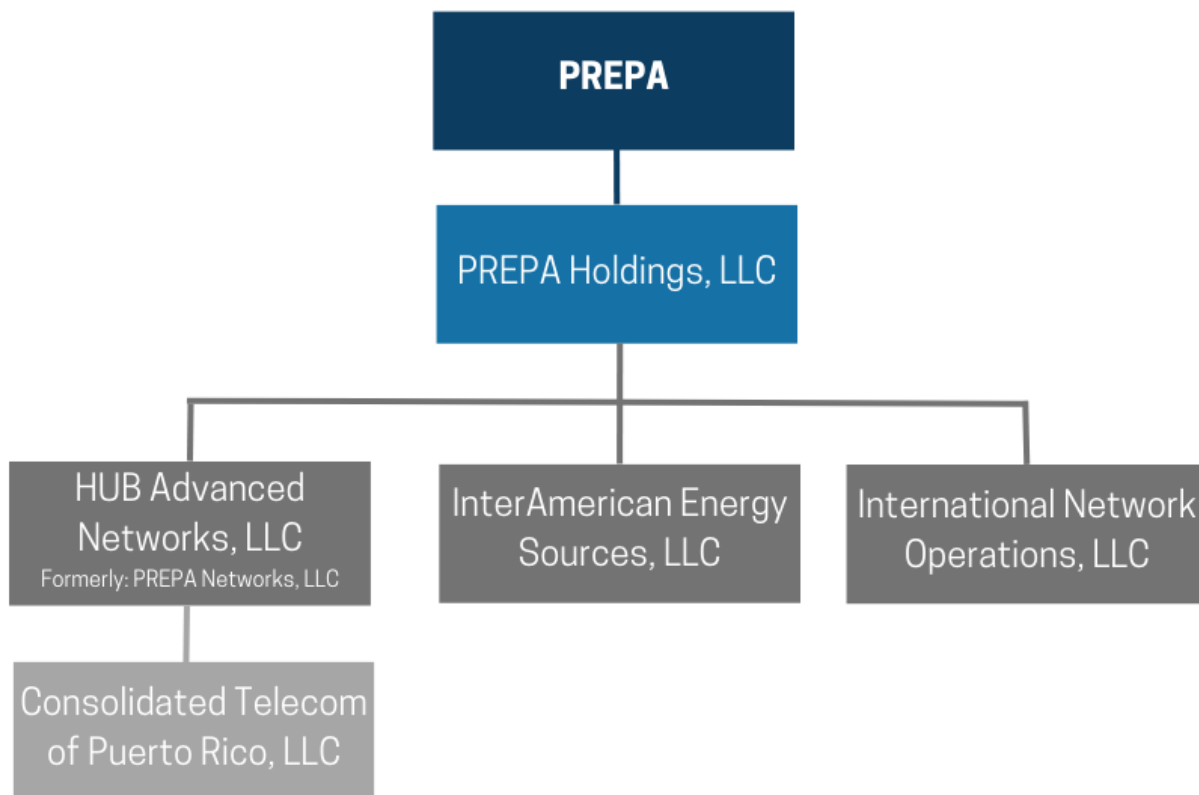 PREPA
PREPA Holdings, LLC
HUB Advanced
Networks, LLC
Formerly: PREPA Networks, LLC
InterAmerican Energy
Sources, LLC
International Network
Operations, LLC
Consolidated Telecom
of Puerto Rico, LLC